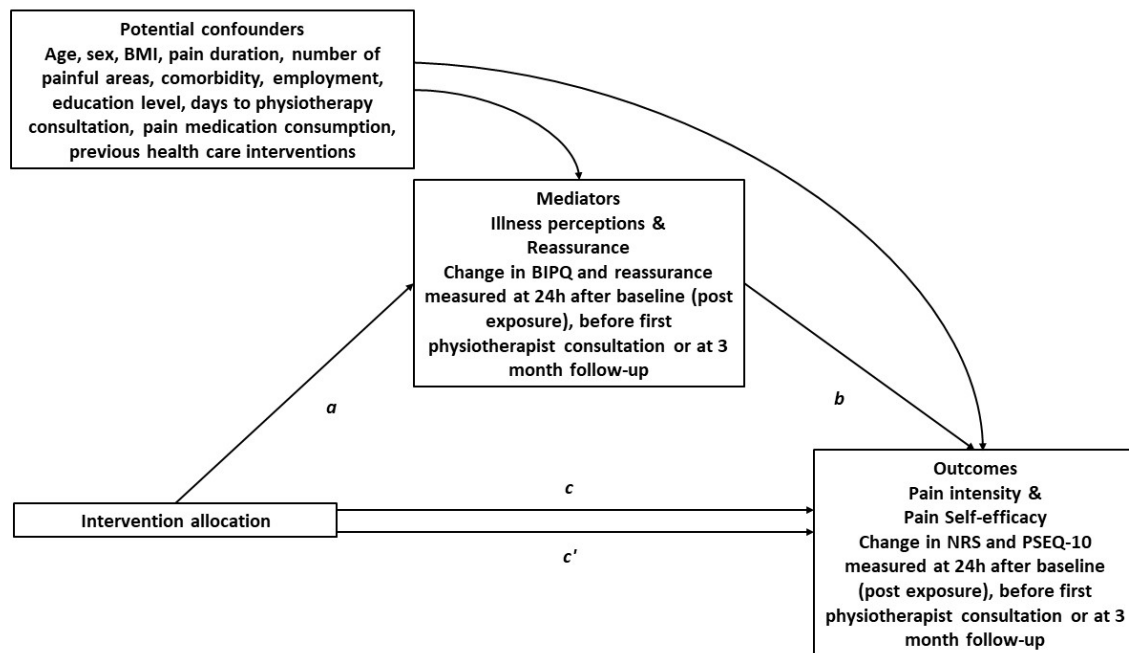 Potential confounders
Age, sex, BMI, pain duration, number of
painful areas, comorbidity, employment,
education level, days to physiotherapy
consultation, pain medication consumption,
previous health care interventions
Mediators
Illness perceptions &
Reassurance
Change in BIPQ and reassurance
measured at 24h after baseline (post
exposure), before first
physiotherapist consultation or at 3
month follow-up
a
b
Intervention allocation
c
c'
Outcomes
Pain intensity &
Pain Self-efficacy
Change in NRS and PSEQ-10
measured at 24h after baseline
(post exposure), before first
physiotherapist consultation or at 3
month follow-up